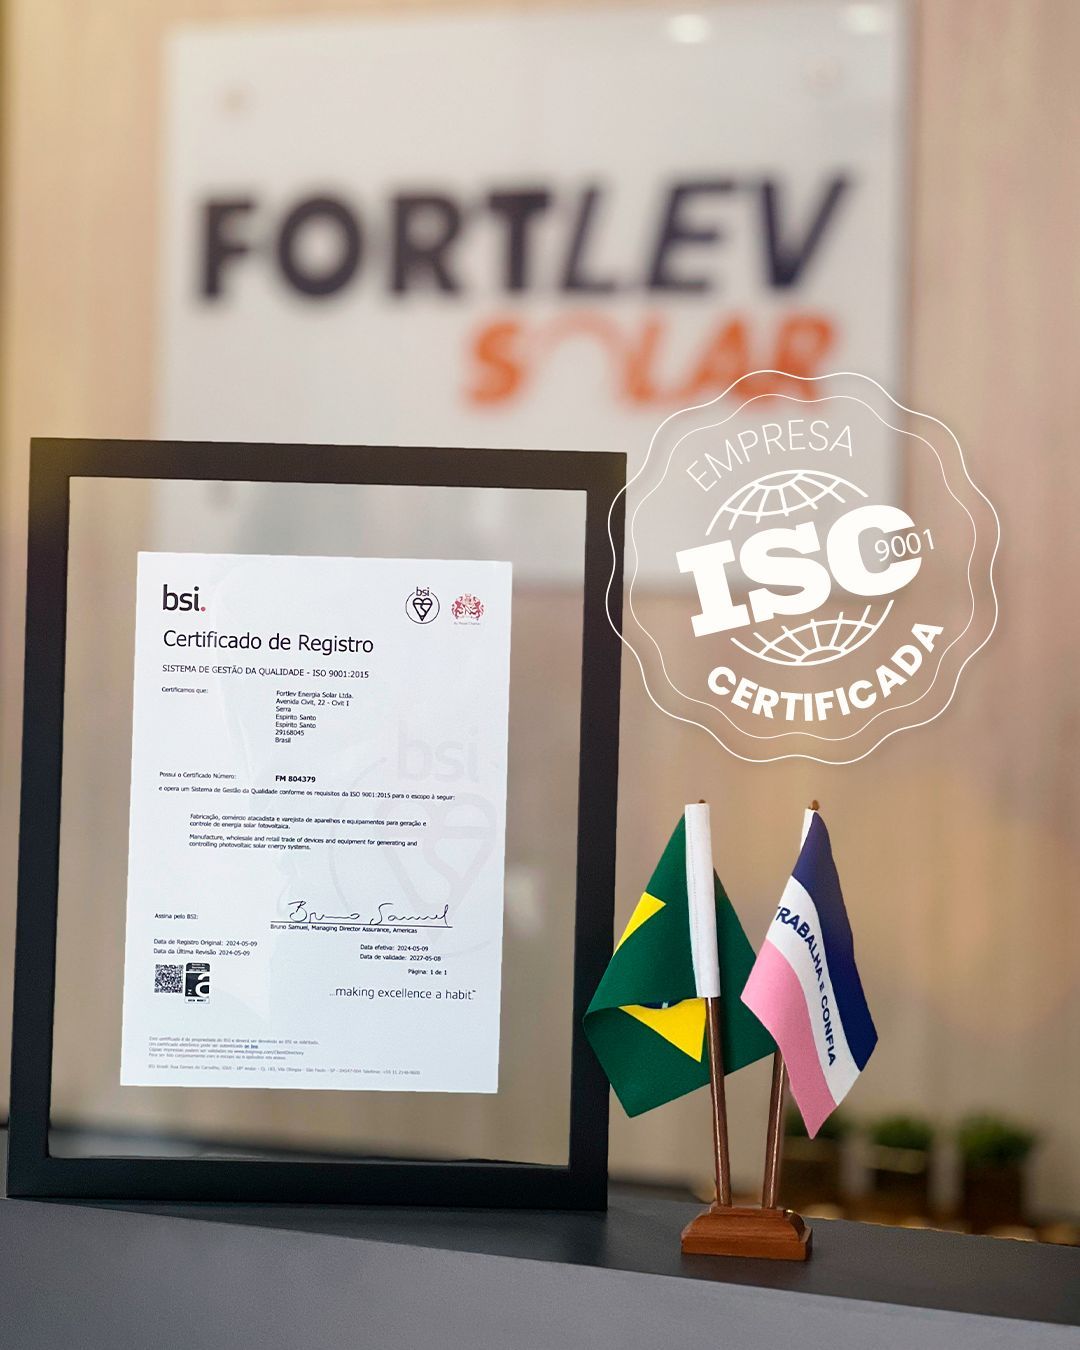 FORTLEV
SOLAR
EMPRESA
ISO
9001
CERTIFICADA
bsi.
bsi
Certificado de Registro
SISTEMA DE GESTÃO DA QUALIDADE - ISO 9001:2015
Certificamos que:
Fortlev Energia Solar Ltda.
Avenida Civit, 22 - Civit I
Serra
Espirito Santo
Espirito Santo
29168045
Brasil
bsi
Possui o Certificado Número:
FM 804379
e opera um Sistema de Gestão da Qualidade conforme os requisitos da ISO 9001:2015 para o escopo à seguir:
Fabricação, comércio atacadista e varejista de aparelhos e equipamentos para geração e
controle de energia solar fotovoltaica.
Manufacture, wholesale and retail trade of devices and equipment for generating and
controlling photovoltaic solar energy systems.
Assina pelo BSI:
Bruno Samuel
Bruno Samuel, Managing Director Assurance, Americas
Data de Registro Original: 2024-05-09
Data efetiva: 2024-05-09
Data da Última Revisão 2024-05-09
Data de validade: 2027-05-08
Página: 1 de 1
...making excellence a habit.™
TRABALHA E CONFIA